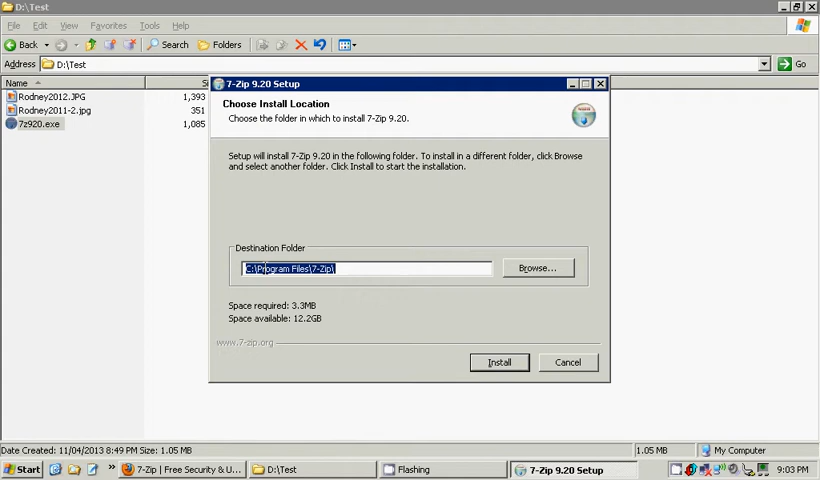 D:\Test
File Edit View Favorites Tools Help
Back Search Folders
Address D:\Test Go
Name S
Rodney2012.JPG 1,393
Rodney2011-2.jpg 351
7z920.exe 1,085
7-Zip 9.20 Setup
Choose Install Location
Choose the folder in which to install 7-Zip 9.20.
Setup will install 7-Zip 9.20 in the following folder. To install in a different folder, click Browse
and select another folder. Click Install to start the installation.
Destination Folder
C:\Program Files\7-Zip\
Browse...
Space required: 3.3MB
Space available: 12.2GB
www.7-zip.org
Install Cancel
Date Created: 11/04/2013 8:49 PM Size: 1.05 MB 1.05 MB My Computer
Start » 7-Zip | Free Security & U... D:\Test Flashing 7-Zip 9.20 Setup 9:03 PM